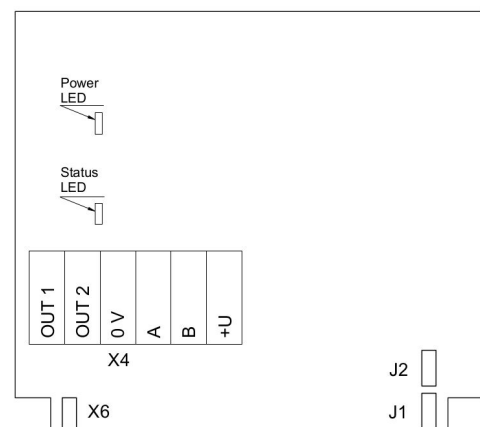 Power
LED
Status
LED
OUT 1
OUT 2
0 V
A
B
+U
X4
J2
X6
J1